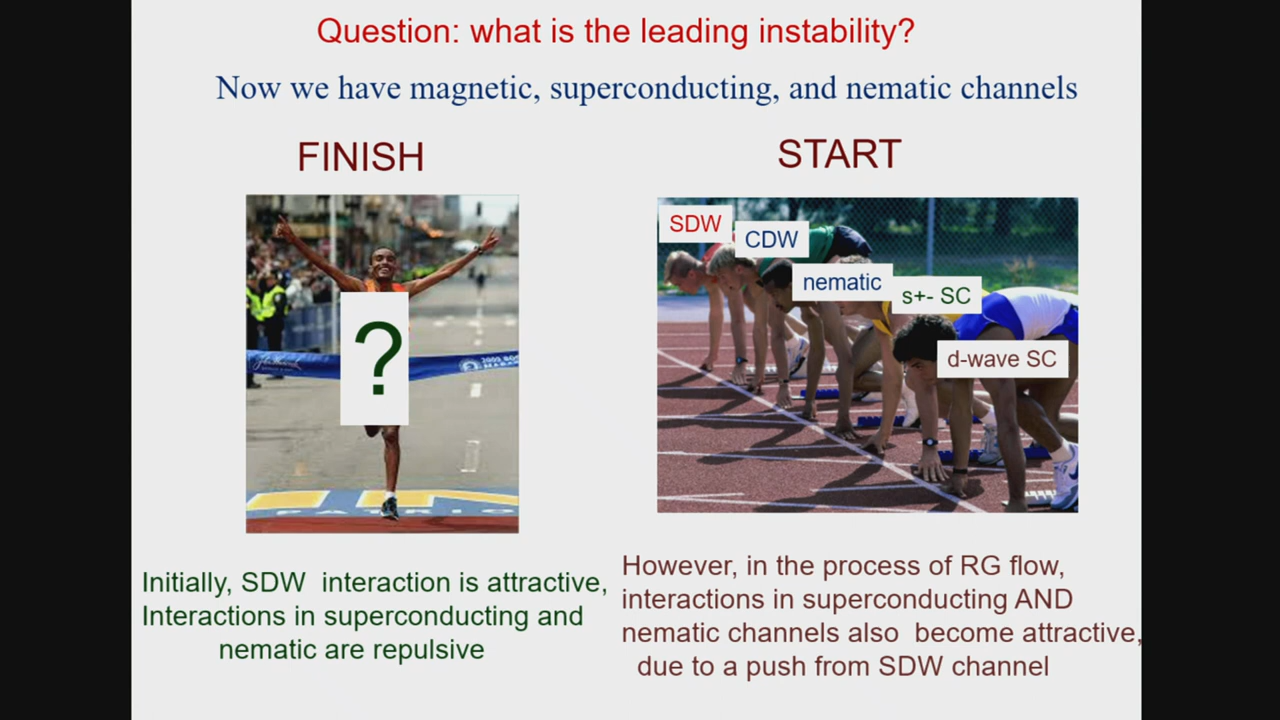 Question: what is the leading instability?
Now we have magnetic, superconducting, and nematic channels
FINISH
START
SDW
CDW
nematic
s+- SC
d-wave SC
?
Initially, SDW  interaction is attractive,
Interactions in superconducting and
nematic are repulsive
However, in the process of RG flow,
interactions in superconducting AND
nematic channels also  become attractive,
due to a push from SDW channel